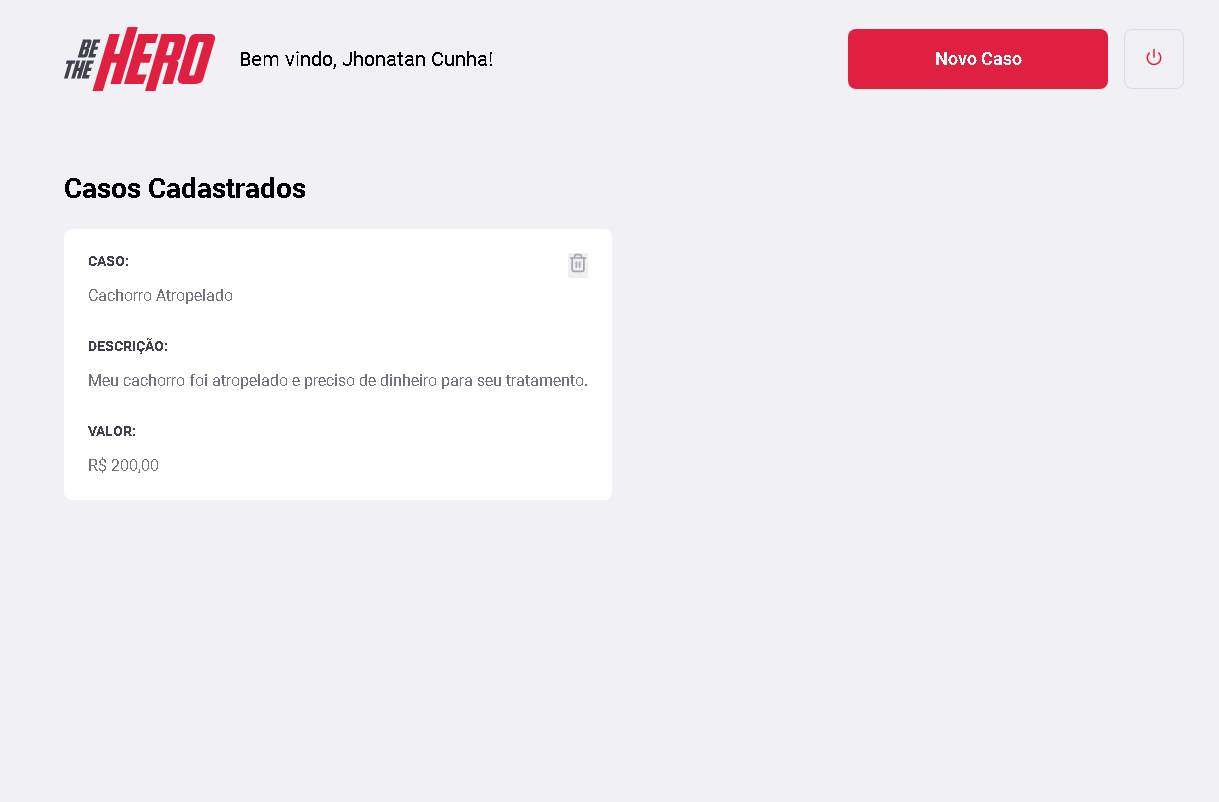 BE
THE HERO
Bem vindo, Jhonatan Cunha!
Novo Caso
Casos Cadastrados
CASO:
Cachorro Atropelado
DESCRIÇÃO:
Meu cachorro foi atropelado e preciso de dinheiro para seu tratamento.
VALOR:
R$ 200,00